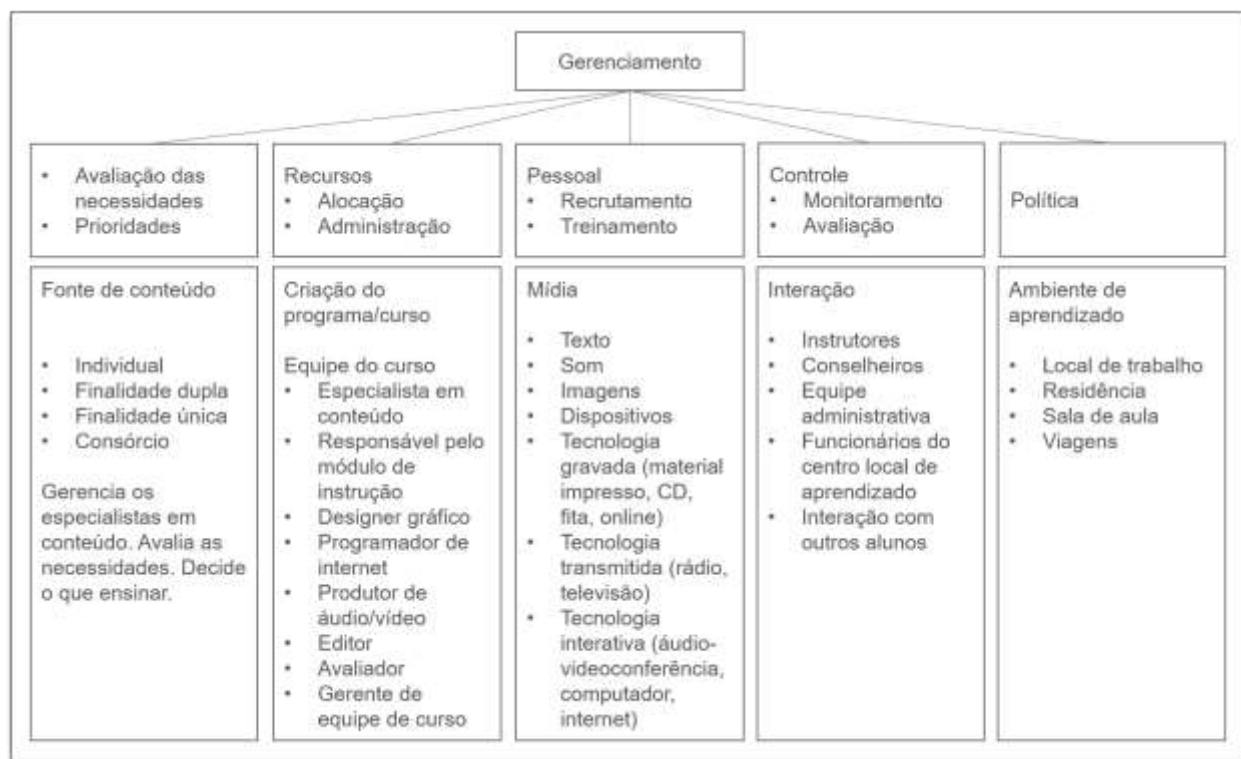 Gerenciamento
• Avaliação das
necessidades
• Prioridades
Recursos
• Alocação
• Administração
Pessoal
• Recrutamento
• Treinamento
Controle
• Monitoramento
• Avaliação
Política
Fonte de conteúdo
• Individual
• Finalidade dupla
• Finalidade única
• Consórcio
Gerencia os
especialistas em
conteúdo. Avalia as
necessidades. Decide
o que ensinar.
Criação do
programa/curso
Equipe do curso
• Especialista em
conteúdo
• Responsável pelo
módulo de
instrução
• Designer gráfico
• Programador de
internet
• Produtor de
áudio/vídeo
• Editor
• Avaliador
• Gerente de
equipe de curso
Mídia
• Texto
• Som
• Imagens
• Dispositivos
• Tecnologia
gravada (material
impresso, CD,
fita, online)
• Tecnologia
transmitida (rádio,
televisão)
• Tecnologia
interativa (áudio-
videoconferência,
computador,
internet)
Interação
• Instrutores
• Conselheiros
• Equipe
administrativa
• Funcionários do
centro local de
aprendizado
• Interação com
outros alunos
Ambiente de
aprendizado
• Local de trabalho
• Residência
• Sala de aula
• Viagens